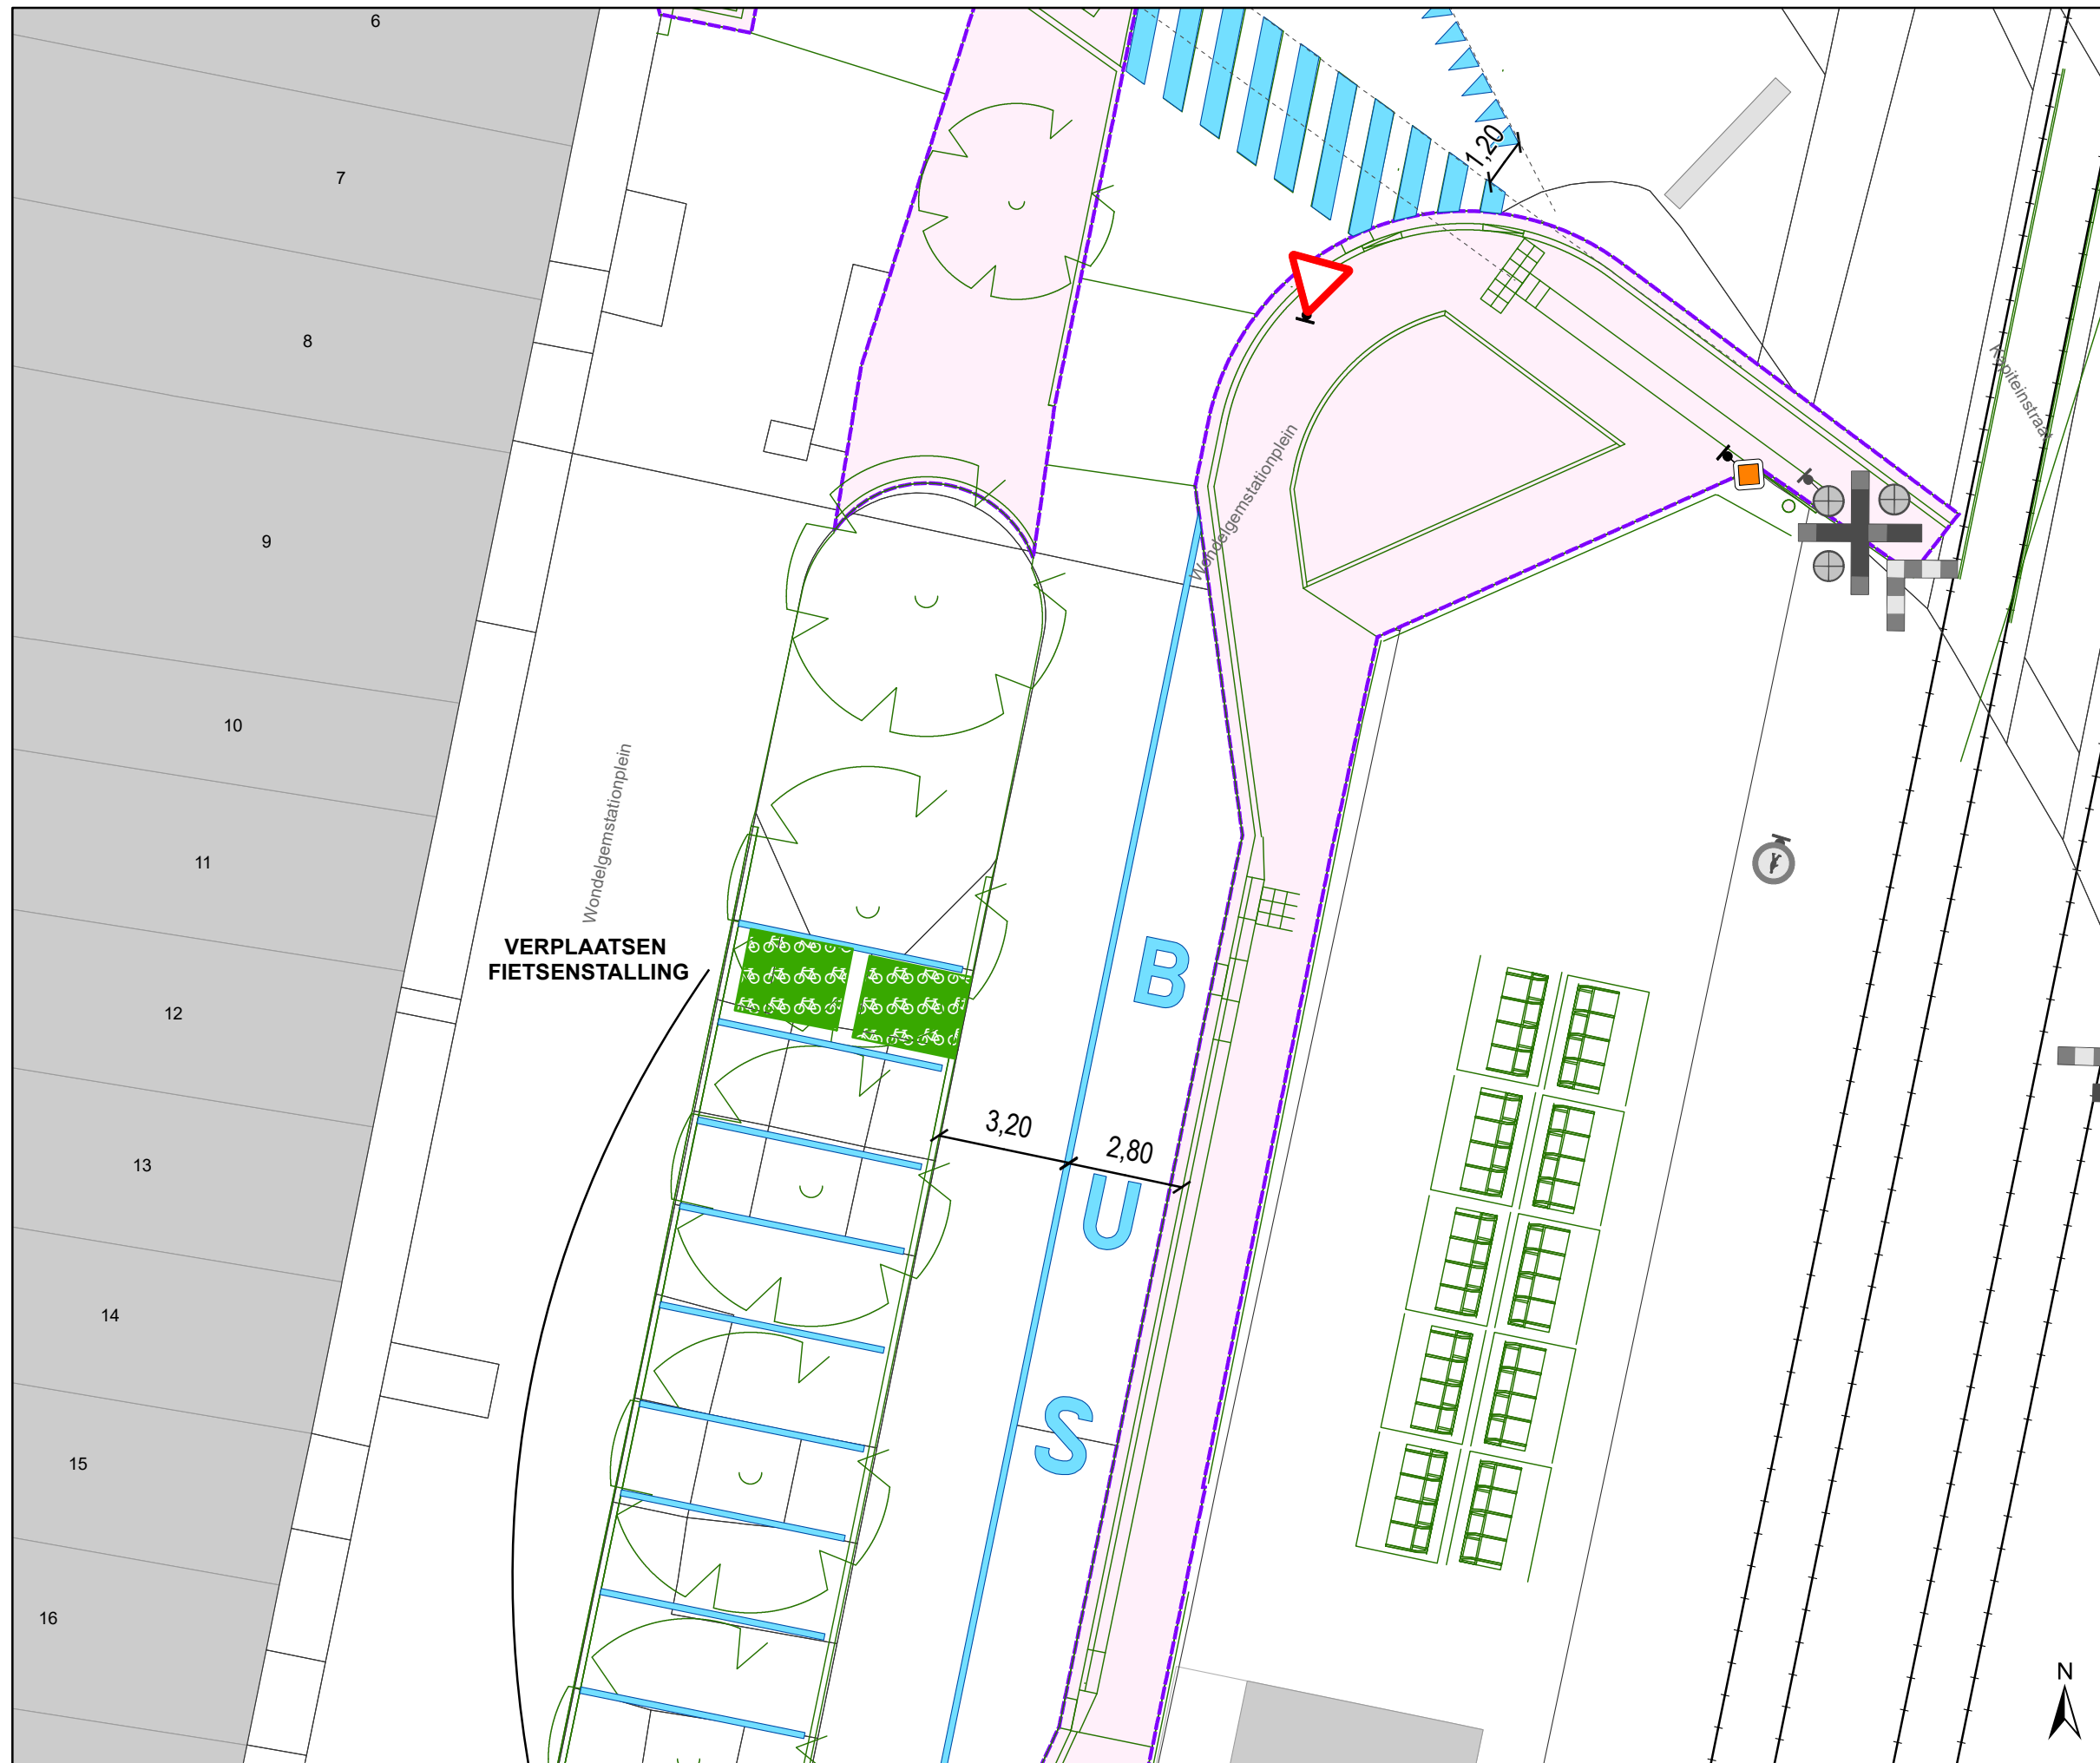 6
7
8
9
10
11
12
13
14
15
16
1,20
Kapiteinstraat
Wondelgemstationplein
Wondelgemstationplein
VERPLAATSEN
FIETSENSTALLING
B
U
S
3,20
2,80
N